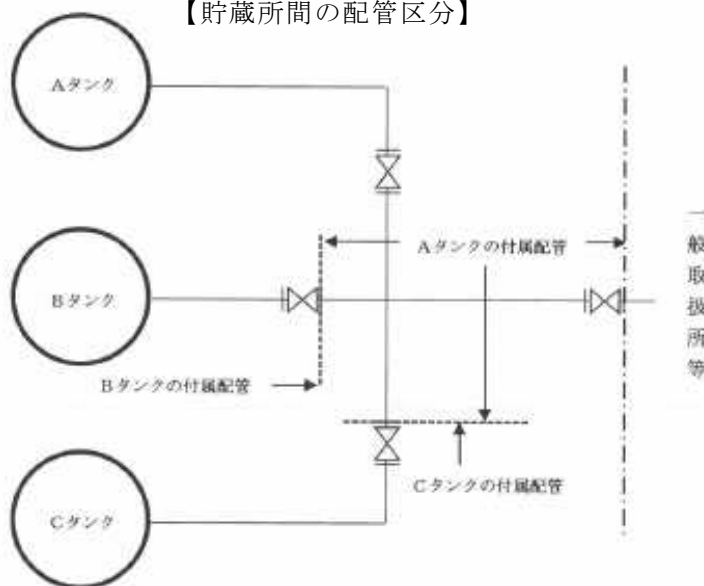 【貯蔵所間の配管区分】
Aタンク
Aタンクの付属配管
Bタンク
一般取扱所等
Bタンクの付属配管
Cタンクの付属配管
Cタンク